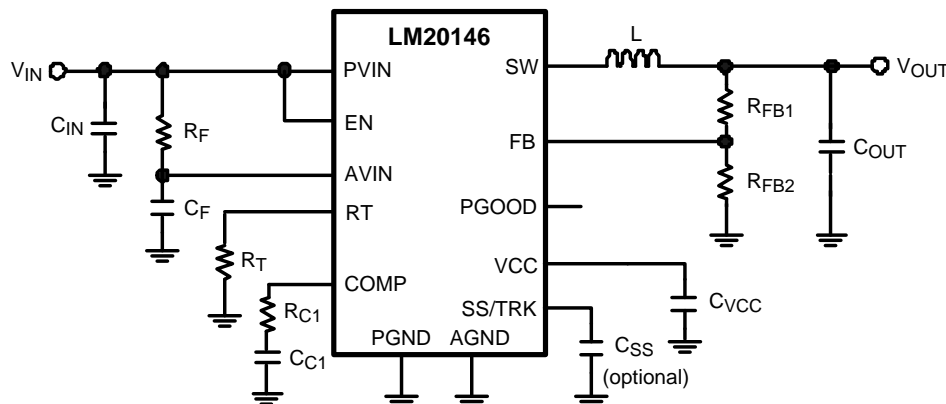 LM20146
L
VIN
PVIN
SW
VOUT
RFB1
CIN
RF
EN
FB
COUT
RFB2
AVIN
CF
RT
PGOOD
RT
COMP
VCC
RC1
SS/TRK
CVCC
PGND
AGND
CC1
CSS
(optional)